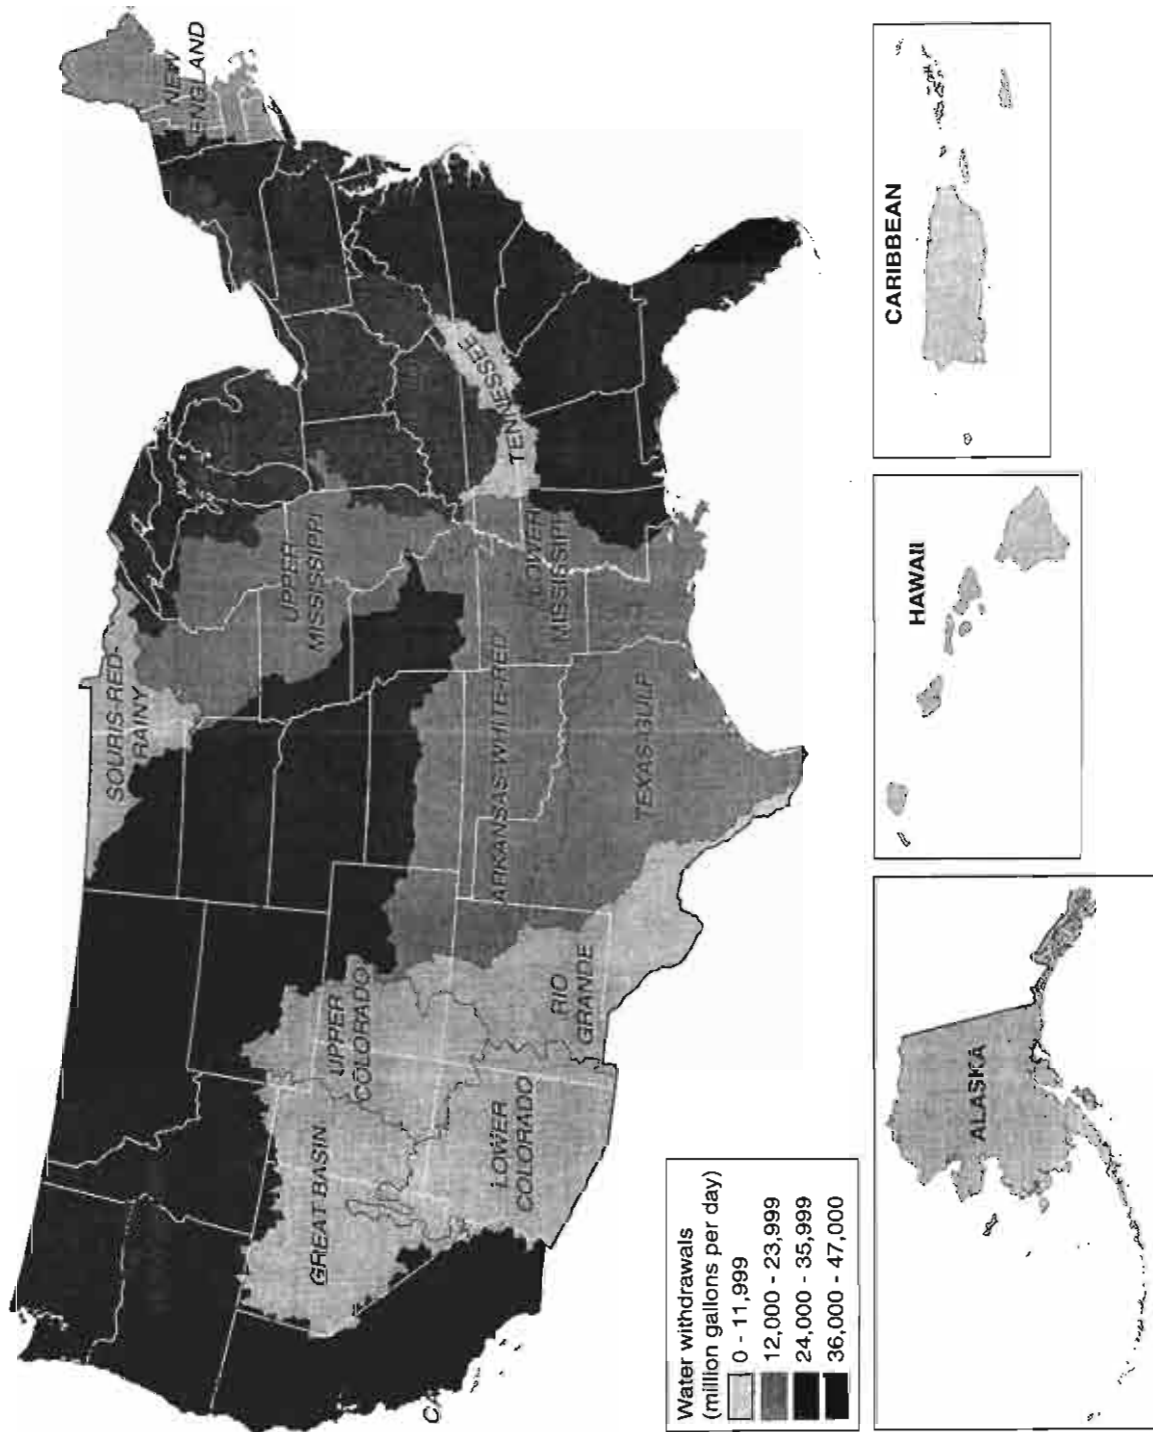 NEW
ENGLAND
SOURIS-RED-
RAINY
UPPER
MISSISSIPPI
TENNESSEE
LOWER
MISSISSIPPI
ARKANSAS-WHITE-RED
TEXAS-GULF
UPPER
COLORADO
RIO
GRANDE
GREAT BASIN
LOWER
COLORADO
CA
Water withdrawals
(million gallons per day)
0 - 11,999
12,000 - 23,999
24,000 - 35,999
36,000 - 47,000
ALASKA
HAWAII
CARIBBEAN